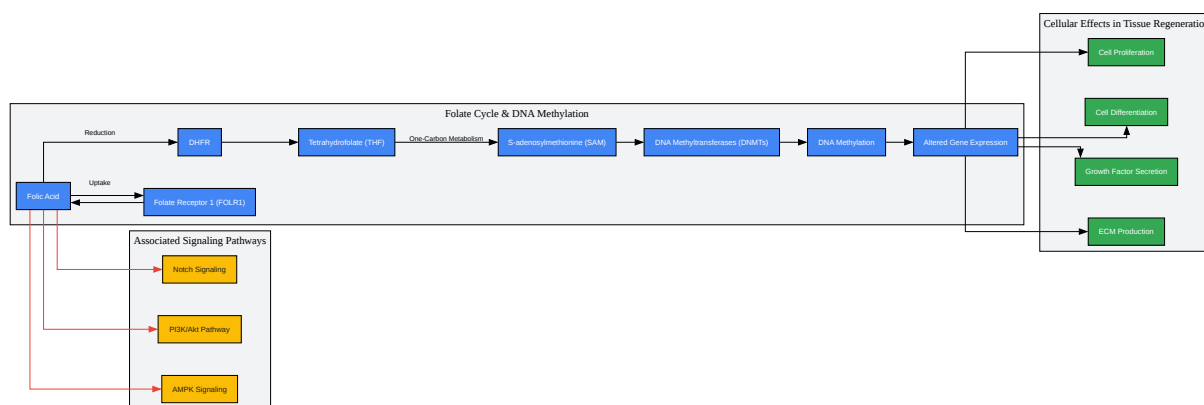 Cellular Effects in Tissue Regeneration
Cell Proliferation
Cell Differentiation
Growth Factor Secretion
ECM Production
Folate Cycle & DNA Methylation
Reduction
DHFR
Tetrahydrofolate (THF)
One-Carbon Metabolism
S-adenosylmethionine (SAM)
DNA Methyltransferases (DNMTs)
DNA Methylation
Altered Gene Expression
Folic Acid
Uptake
Folate Receptor 1 (FOLR1)
Associated Signaling Pathways
Notch Signaling
PI3K/Akt Pathway
AMPK Signaling